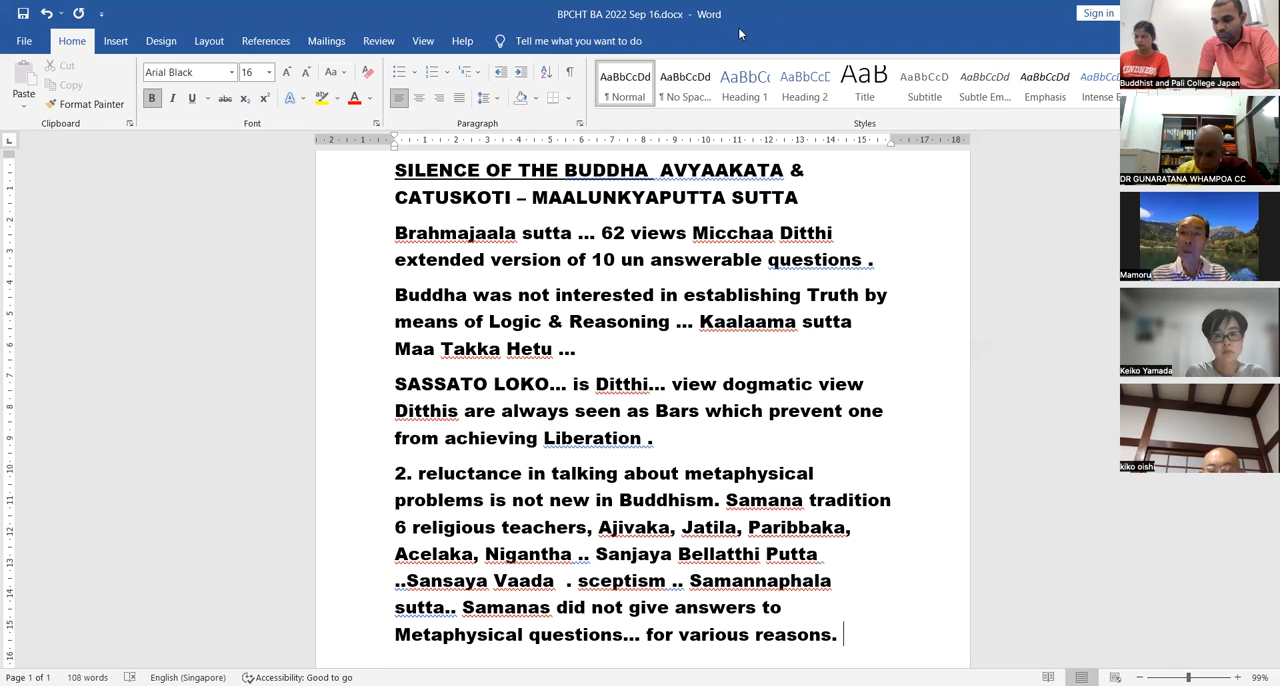 BPCHT BA 2022 Sep 16.docx - Word
Sign in
File Home Insert Design Layout References Mailings Review View Help Tell me what you want to do
Paste
Cut
Copy
Format Painter
Clipboard
Arial Black 16
Font
Paragraph
AaBbCcDd AaBbCcDd AaBbCc AaBbCcE AaB AaBbCcD AaBbCcDd AaBbCcDd
¶ Normal ¶ No Spac... Heading 1 Heading 2 Title Subtitle Subtle Em... Emphasis Intense E
Styles
SILENCE OF THE BUDDHA AVYAAKATA &
CATUSKOTI – MAALUNKYAPUTTA SUTTA
Brahmajaala sutta ... 62 views Micchaa Ditthi
extended version of 10 un answerable questions .
Buddha was not interested in establishing Truth by
means of Logic & Reasoning ... Kaalaama sutta
Maa Takka Hetu ...
SASSATO LOKO... is Ditthi... view dogmatic view
Ditthis are always seen as Bars which prevent one
from achieving Liberation .
2. reluctance in talking about metaphysical
problems is not new in Buddhism. Samana tradition
6 religious teachers, Ajivaka, Jatila, Paribbaka,
Acelaka, Nigantha .. Sanjaya Bellatthi Putta
..Sansaya Vaada . sceptism .. Samannaphala
sutta.. Samanas did not give answers to
Metaphysical questions... for various reasons.
Page 1 of 1 108 words English (Singapore) Accessibility: Good to go 99%
Buddhist and Pali College Japan
DR GUNARATANA WHAMPOA CC
Mamoru
Keiko Yamada
kiko oishi